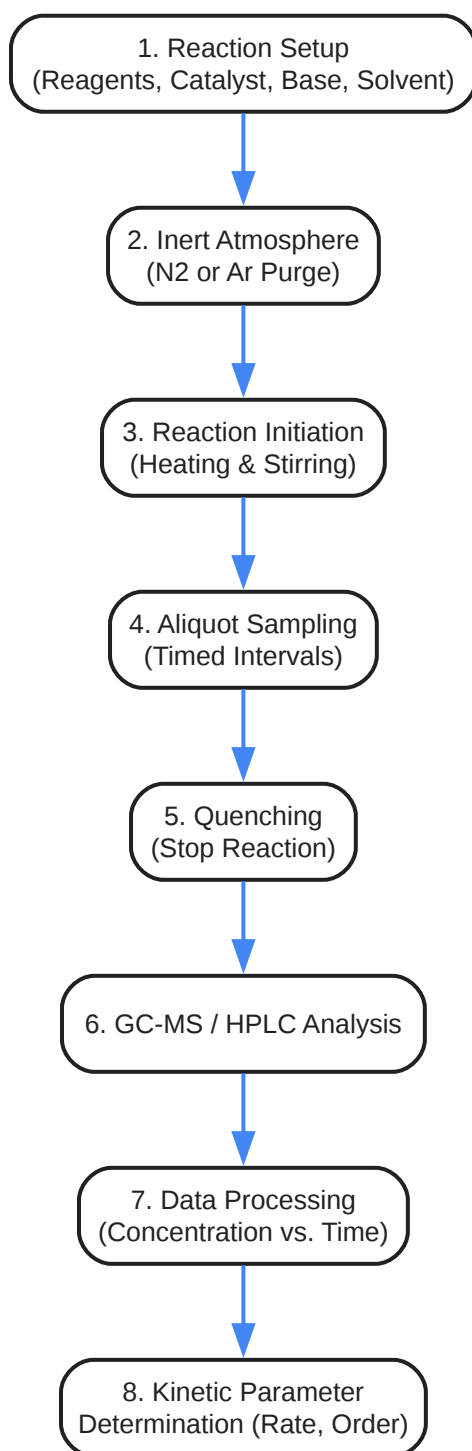 1. Reaction Setup
(Reagents, Catalyst, Base, Solvent)
2. Inert Atmosphere
(N2 or Ar Purge)
3. Reaction Initiation
(Heating & Stirring)
4. Aliquot Sampling
(Timed Intervals)
5. Quenching
(Stop Reaction)
6. GC-MS / HPLC Analysis
7. Data Processing
(Concentration vs. Time)
8. Kinetic Parameter
Determination (Rate, Order)